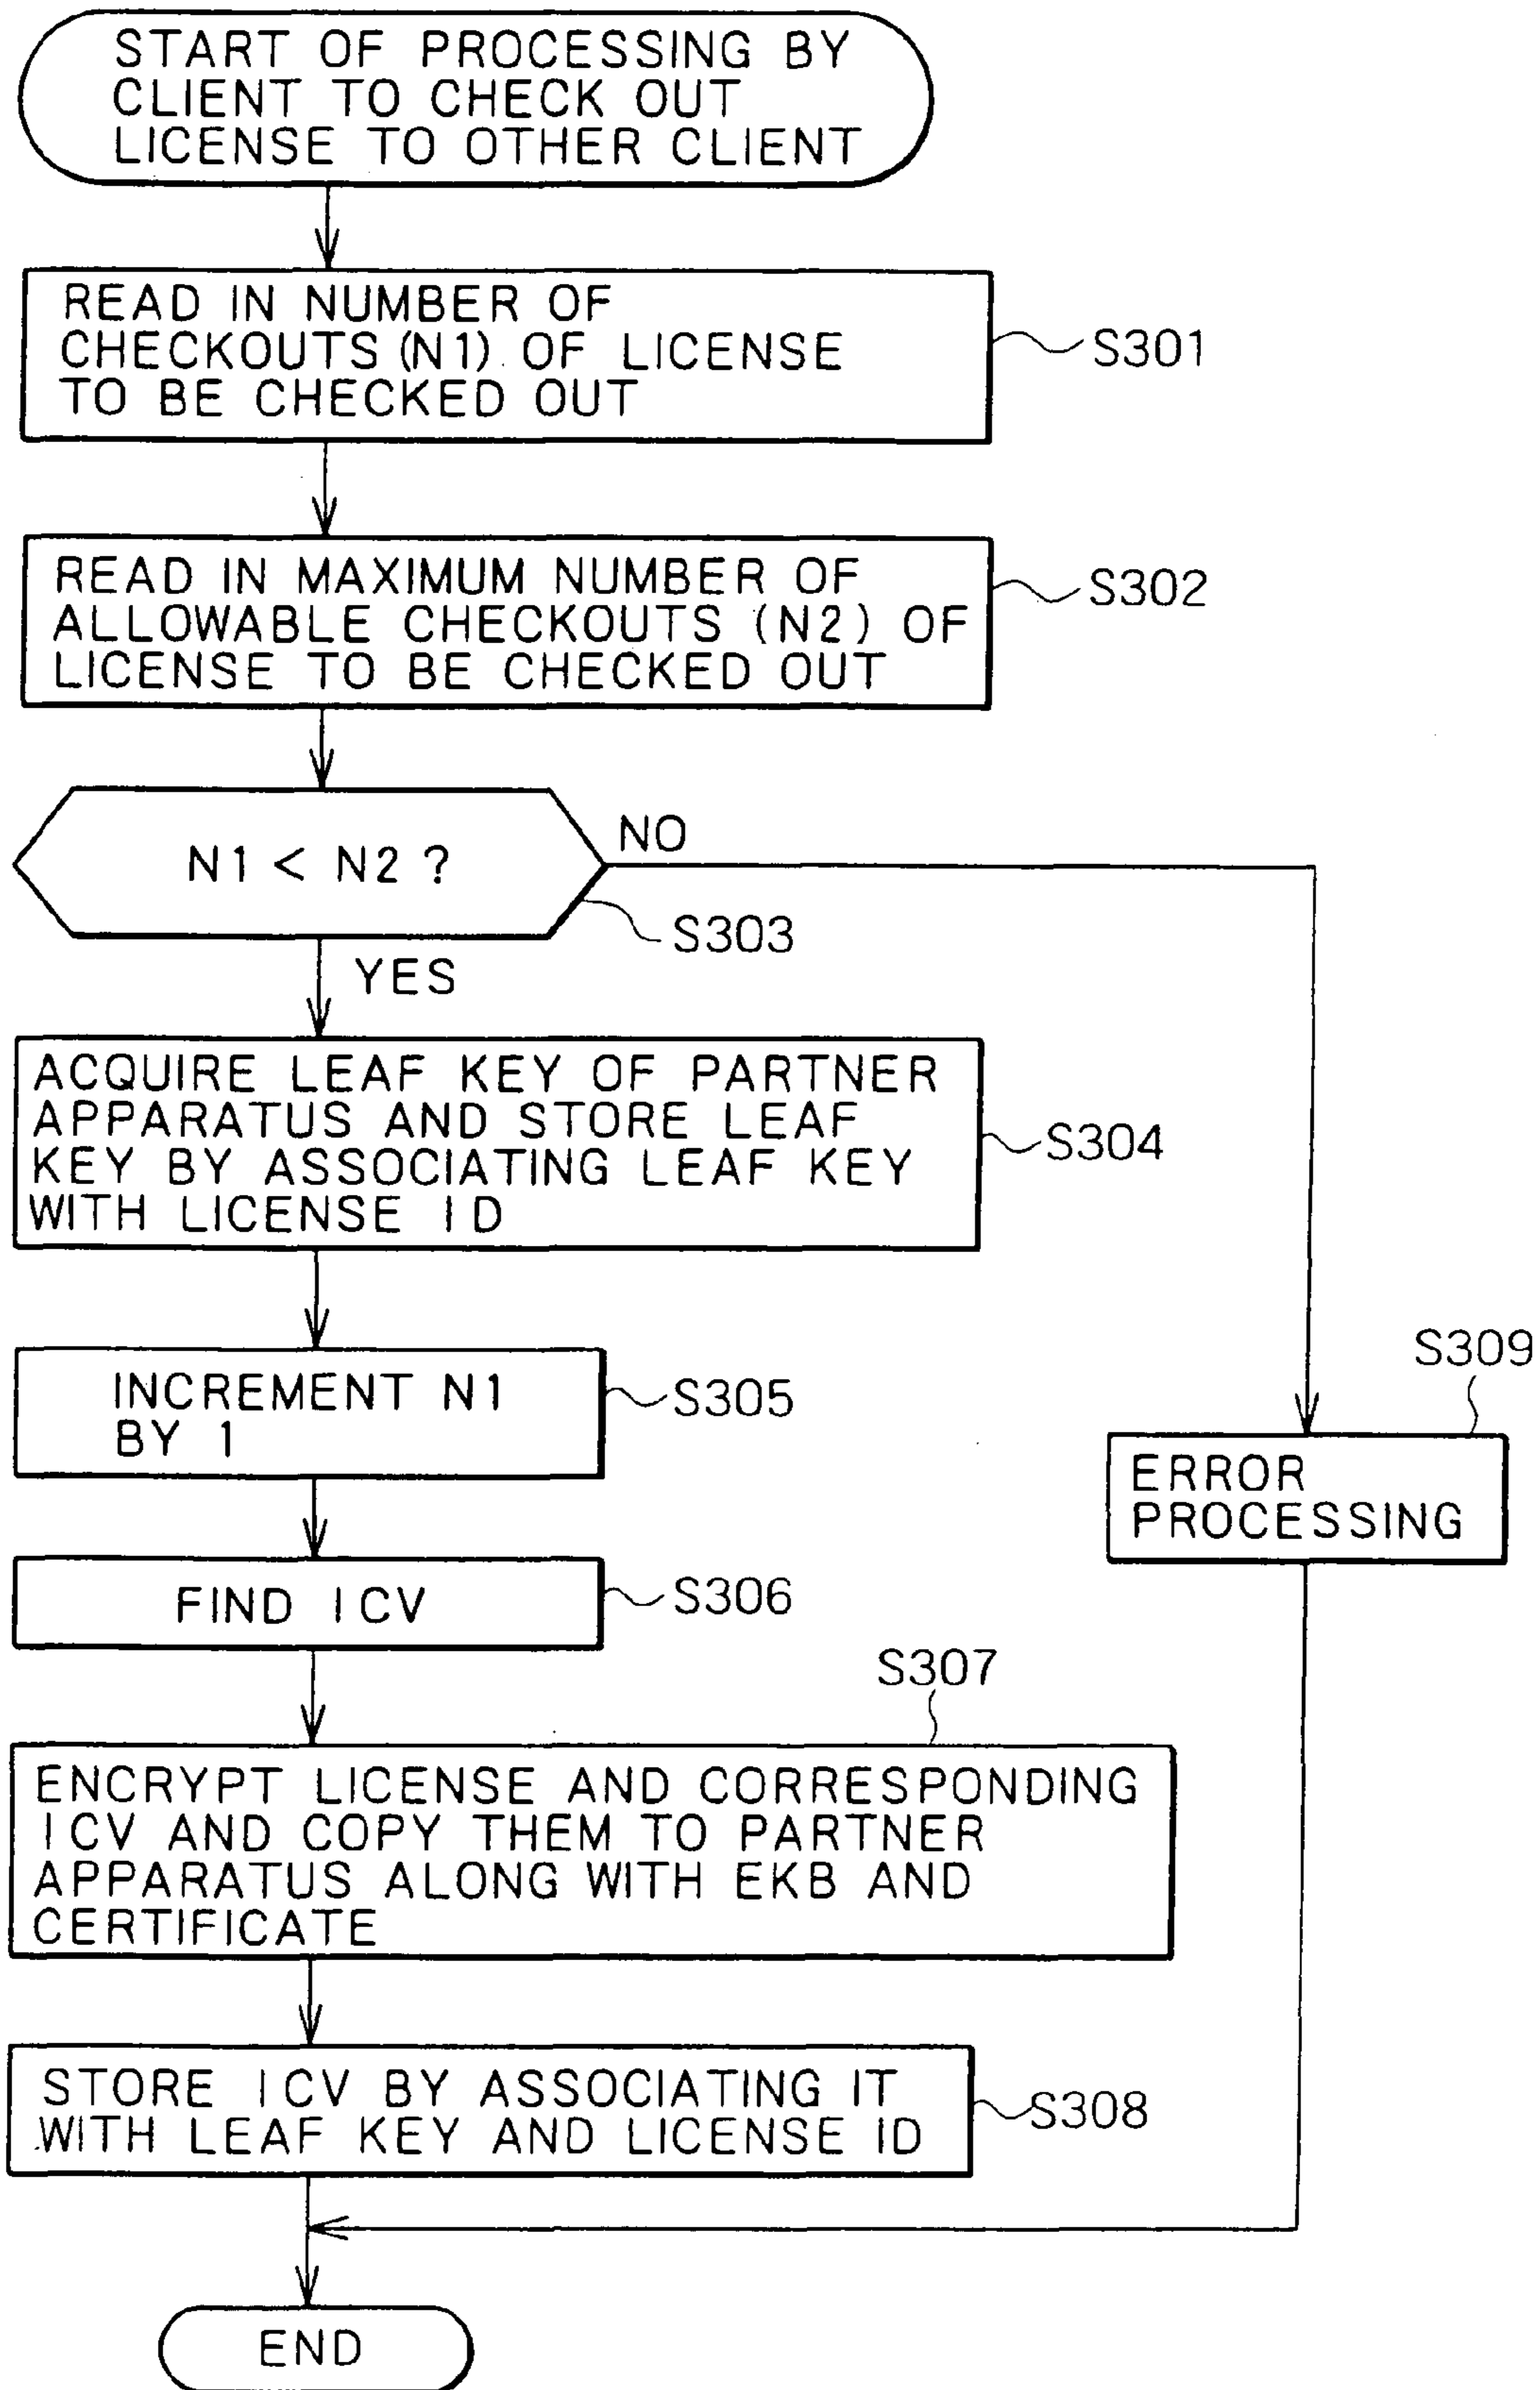 START OF PROCESSING BY
CLIENT TO CHECK OUT
LICENSE TO OTHER CLIENT
READ IN NUMBER OF
CHECKOUTS (N1) OF LICENSE
TO BE CHECKED OUT
S301
READ IN MAXIMUM NUMBER OF
ALLOWABLE CHECKOUTS (N2) OF
LICENSE TO BE CHECKED OUT
S302
N1 < N2 ?
NO
S303
YES
ACQUIRE LEAF KEY OF PARTNER
APPARATUS AND STORE LEAF
KEY BY ASSOCIATING LEAF KEY
WITH LICENSE ID
S304
INCREMENT N1
BY 1
S305
S309
ERROR
PROCESSING
FIND ICV
S306
S307
ENCRYPT LICENSE AND CORRESPONDING
ICV AND COPY THEM TO PARTNER
APPARATUS ALONG WITH EKB AND
CERTIFICATE
STORE ICV BY ASSOCIATING IT
WITH LEAF KEY AND LICENSE ID
S308
END